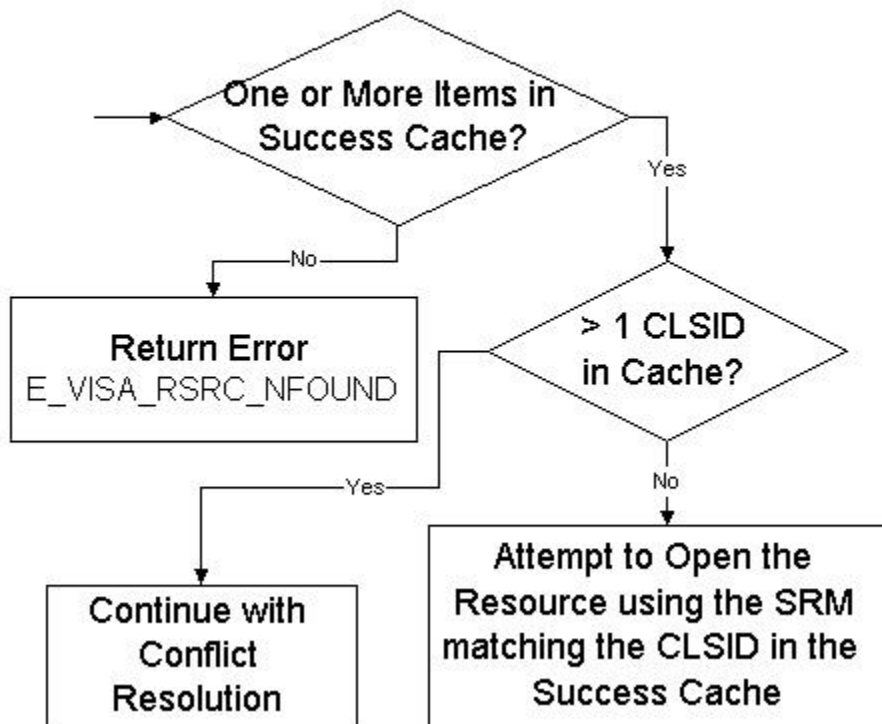 One or More Items in
Success Cache?
Yes
No
Return Error
E_VISA_RSRC_NFOUND
> 1 CLSID
in Cache?
Yes
No
Continue with
Conflict
Resolution
Attempt to Open the
Resource using the SRM
matching the CLSID in the
Success Cache